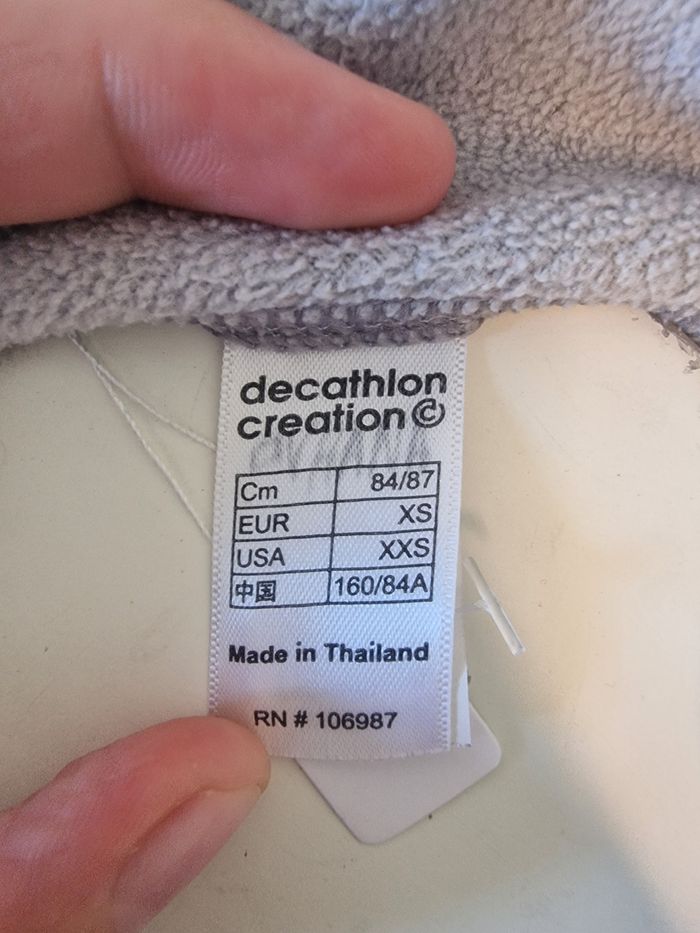 decathlon
creation ©
Cm 84/87
EUR XS
USA XXS
中国 160/84A
Made in Thailand
RN # 106987